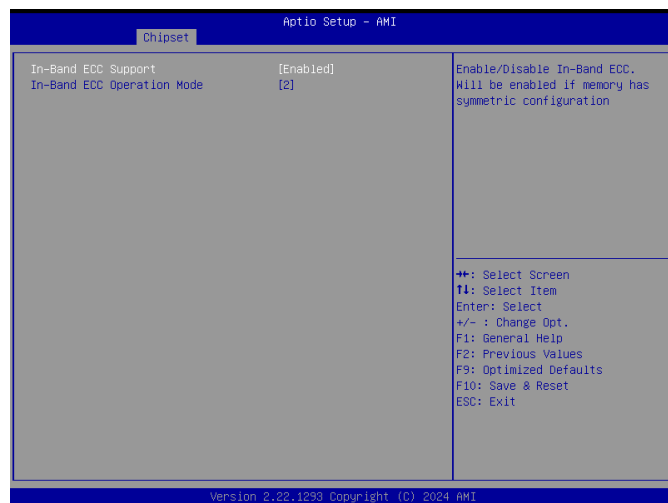 Aptio Setup – AMI
Chipset
In-Band ECC Support [Enabled]
In-Band ECC Operation Mode [2]
Enable/Disable In-Band ECC.
Will be enabled if memory has
symmetric configuration
→←: Select Screen
↑↓: Select Item
Enter: Select
+/- : Change Opt.
F1: General Help
F2: Previous Values
F9: Optimized Defaults
F10: Save & Reset
ESC: Exit
Version 2.22.1293 Copyright (C) 2024 AMI